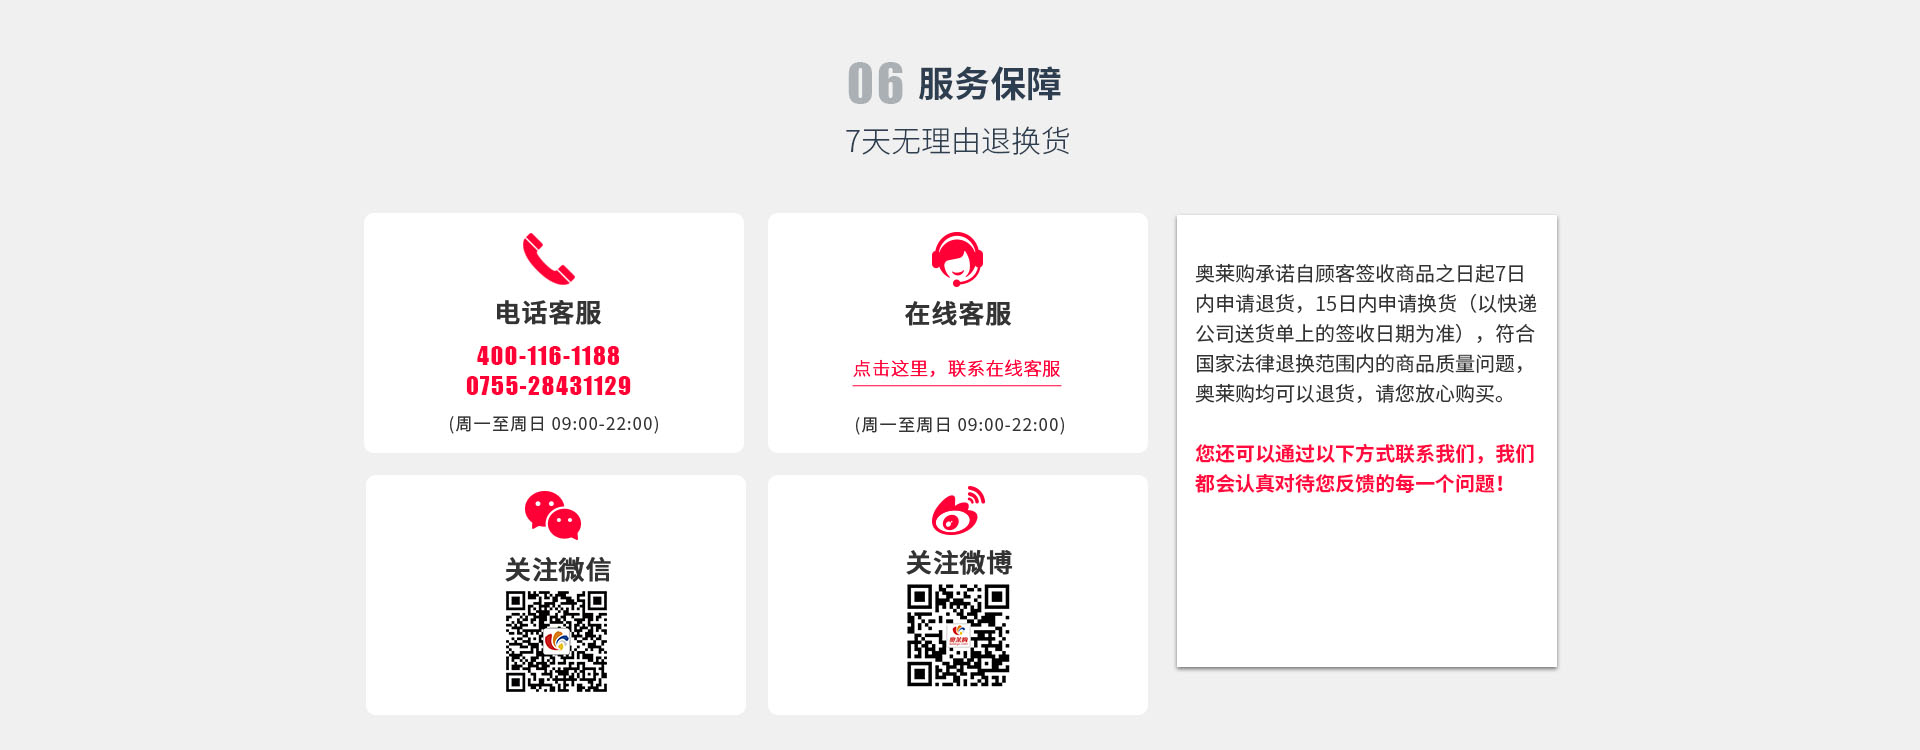 06 服务保障
7天无理由退换货
电话客服
400-116-1188
0755-28431129
(周一至周日 09:00-22:00)
在线客服
点击这里，联系在线客服
(周一至周日 09:00-22:00)
关注微信
关注微博
奥莱购
奥莱购承诺自顾客签收商品之日起7日
内申请退货，15日内申请换货（以快递
公司送货单上的签收日期为准），符合
国家法律退换范围内的商品质量问题，
奥莱购均可以退货，请您放心购买。
您还可以通过以下方式联系我们，我们
都会认真对待您反馈的每一个问题！